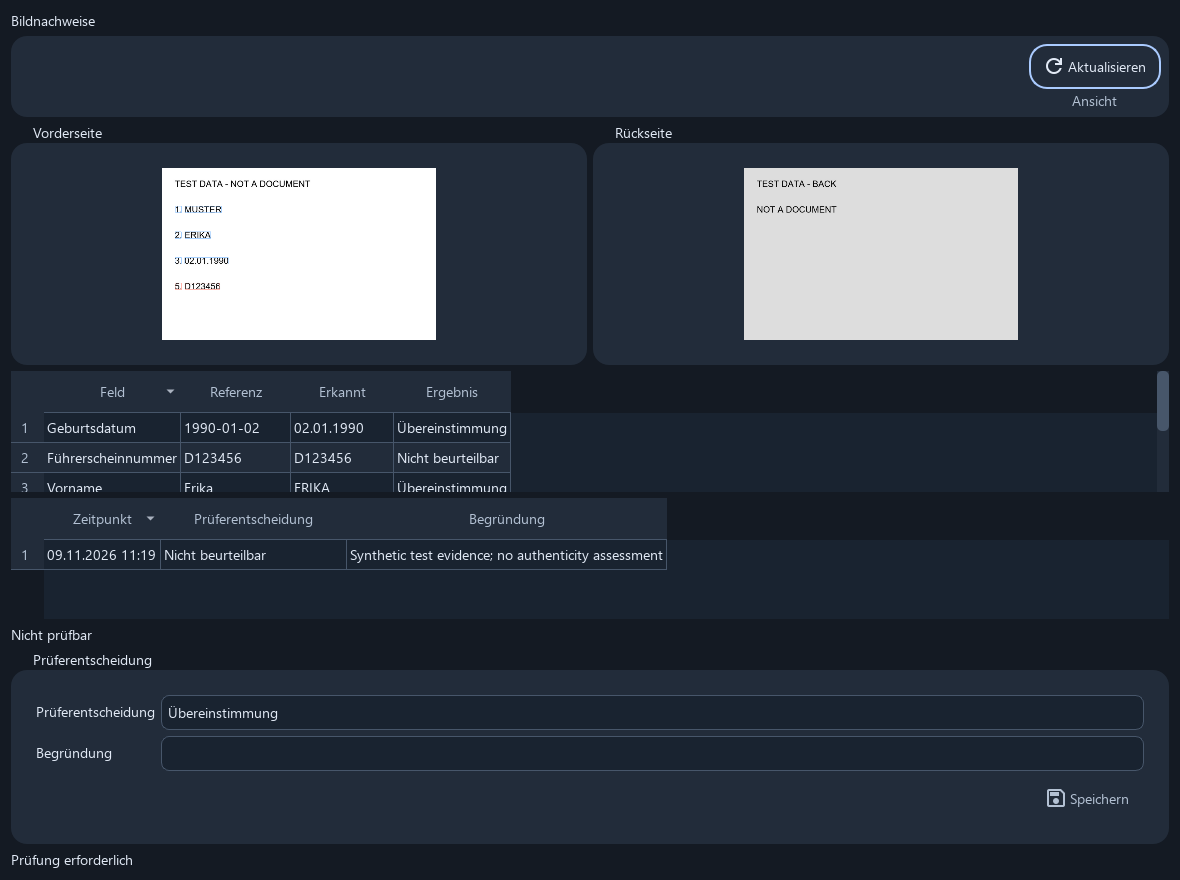 Bildnachweise
Aktualisieren
Ansicht
Vorderseite
Rückseite
TEST DATA - NOT A DOCUMENT
1. MUSTER
2. ERIKA
3. 02.01.1990
5. D123456
TEST DATA - BACK
NOT A DOCUMENT
Feld Referenz Erkannt Ergebnis
1 Geburtsdatum 1990-01-02 02.01.1990 Übereinstimmung
2 Führerscheinnummer D123456 D123456 Nicht beurteilbar
3 Vorname Erika ERIKA Übereinstimmung
Zeitpunkt Prüferentscheidung Begründung
1 09.11.2026 11:19 Nicht beurteilbar Synthetic test evidence; no authenticity assessment
Nicht prüfbar
Prüferentscheidung
Prüferentscheidung Übereinstimmung
Begründung
Speichern
Prüfung erforderlich